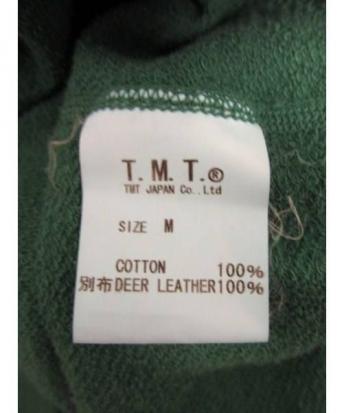 T.M.T.®
TMT JAPAN Co.,Ltd
SIZE M
COTTON 100%
別布DEER LEATHER100%